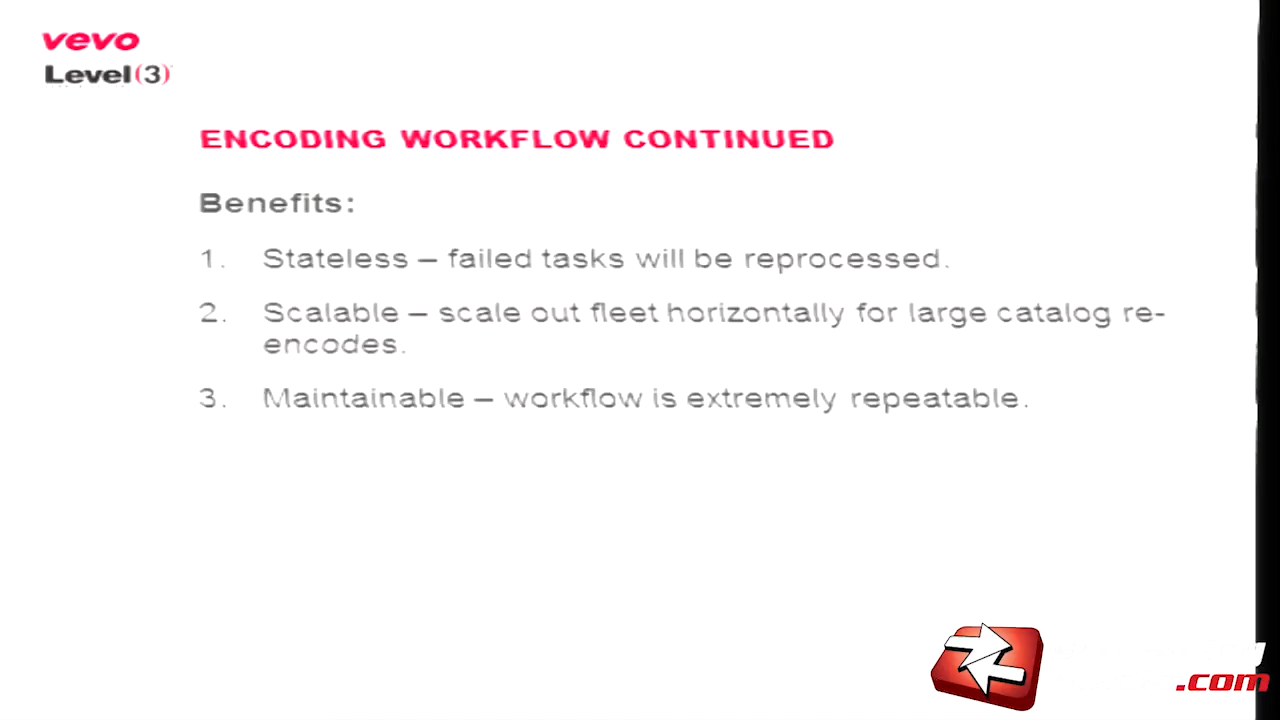 vevo
Level(3)
ENCODING WORKFLOW CONTINUED
Benefits:
1. Stateless – failed tasks will be reprocessed.
2. Scalable – scale out fleet horizontally for large catalog re-
encodes.
3. Maintainable – workflow is extremely repeatable.
.com